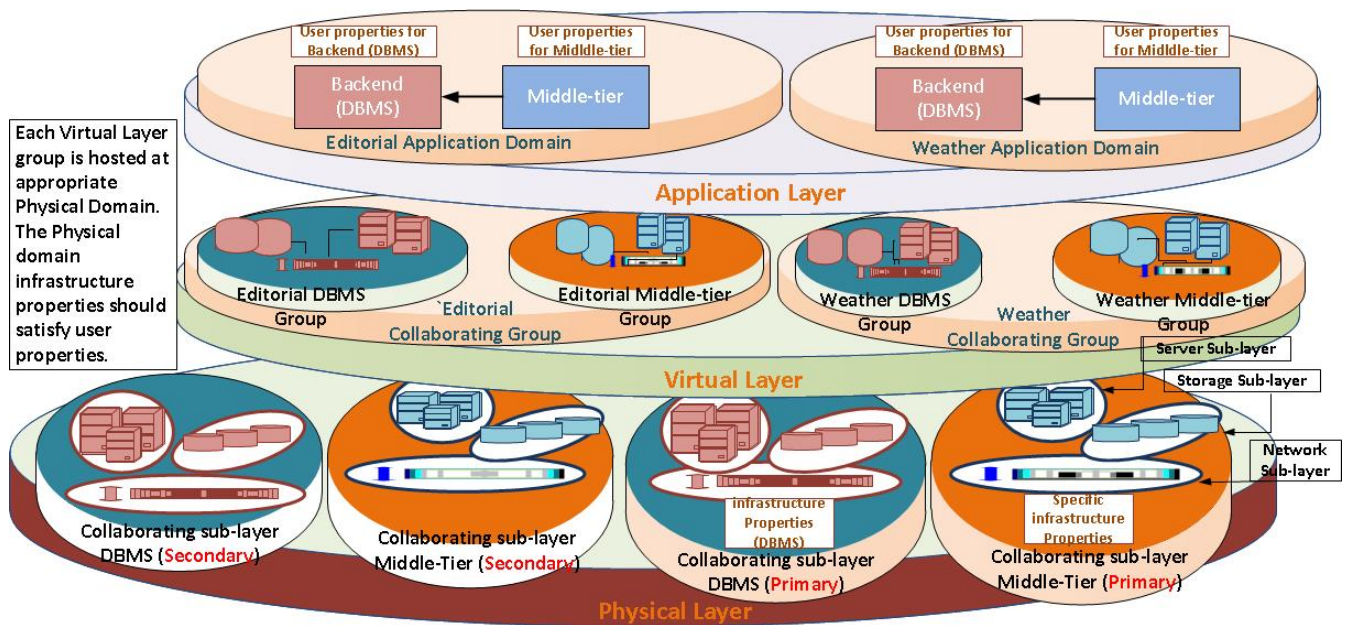 User properties for
Backend (DBMS)
User properties
for Midldle-tier
User properties for
Backend (DBMS)
User properties
for Midldle-tier
Backend
(DBMS)
Middle-tier
Backend
(DBMS)
Middle-tier
Editorial Application Domain
Weather Application Domain
Application Layer
Each Virtual Layer
group is hosted at
appropriate
Physical Domain.
The Physical
domain
infrastructure
properties should
satisfy user
properties.
Editorial DBMS
Group
Editorial Middle-tier
Group
`Editorial
Collaborating Group
Weather DBMS
Group
Weather Middle-tier
Group
Weather
Collaborating Group
Virtual Layer
Server Sub-layer
Storage Sub-layer
Network
Sub-layer
Collaborating sub-layer
DBMS (Secondary)
Collaborating sub-layer
Middle-Tier (Secondary)
infrastructure
Properties
(DBMS)
Collaborating sub-layer
DBMS (Primary)
Specific
infrastructure
Properties
Collaborating sub-layer
Middle-Tier (Primary)
Physical Layer